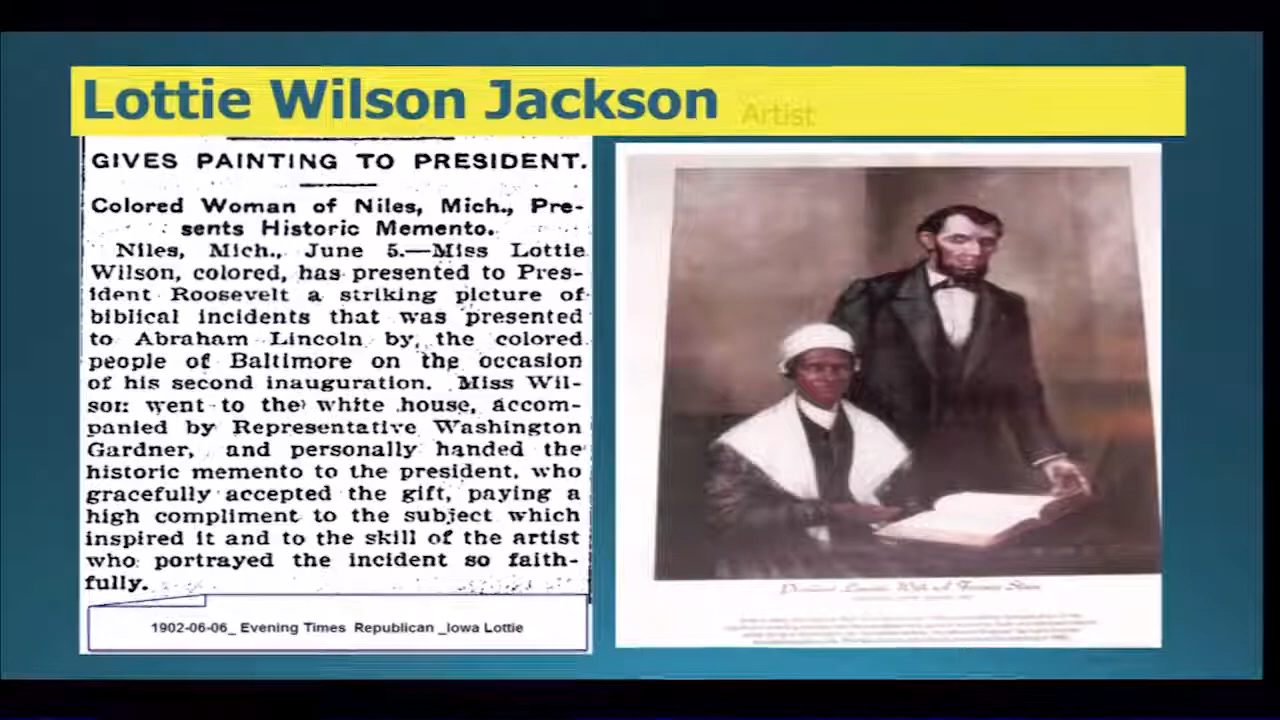 Lottie Wilson Jackson Artist
GIVES PAINTING TO PRESIDENT.
Colored Woman of Niles, Mich., Pre-
sents Historic Memento.
Niles, Mich., June 5.—Miss Lottie
Wilson, colored, has presented to Pres-
ident Roosevelt a striking picture of
biblical incidents that was presented
to Abraham Lincoln by, the colored
people of Baltimore on the occasion
of his second inauguration. Miss Wil-
son went to the white house, accom-
panied by Representative Washington
Gardner, and personally handed the
historic memento to the president, who
gracefully accepted the gift, paying a
high compliment to the subject which
inspired it and to the skill of the artist
who portrayed the incident so faith-
fully.
1902-06-06_ Evening Times Republican _Iowa Lottie